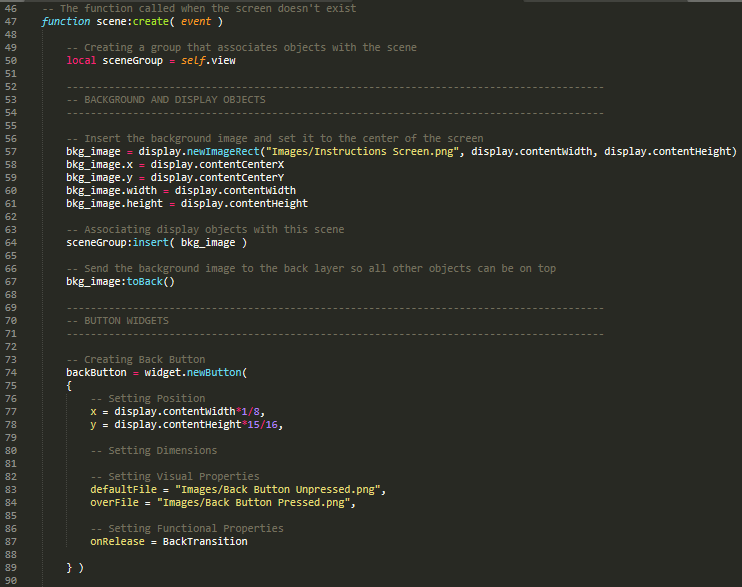 46 -- The function called when the screen doesn't exist
47 function scene:create( event )
48
49 -- Creating a group that associates objects with the scene
50 local sceneGroup = self.view
51
52 -----------------------------------------------------------------------------------------
53 -- BACKGROUND AND DISPLAY OBJECTS
54 -----------------------------------------------------------------------------------------
55
56 -- Insert the background image and set it to the center of the screen
57 bkg_image = display.newImageRect("Images/Instructions Screen.png", display.contentWidth, display.contentHeight)
58 bkg_image.x = display.contentCenterX
59 bkg_image.y = display.contentCenterY
60 bkg_image.width = display.contentWidth
61 bkg_image.height = display.contentHeight
62
63 -- Associating display objects with this scene
64 sceneGroup:insert( bkg_image )
65
66 -- Send the background image to the back layer so all other objects can be on top
67 bkg_image:toBack()
68
69 -----------------------------------------------------------------------------------------
70 -- BUTTON WIDGETS
71 -----------------------------------------------------------------------------------------
72
73 -- Creating Back Button
74 backButton = widget.newButton(
75 {
76 -- Setting Position
77 x = display.contentWidth*1/8,
78 y = display.contentHeight*15/16,
79
80 -- Setting Dimensions
81
82 -- Setting Visual Properties
83 defaultFile = "Images/Back Button Unpressed.png",
84 overFile = "Images/Back Button Pressed.png",
85
86 -- Setting Functional Properties
87 onRelease = BackTransition
88
89 } )
90